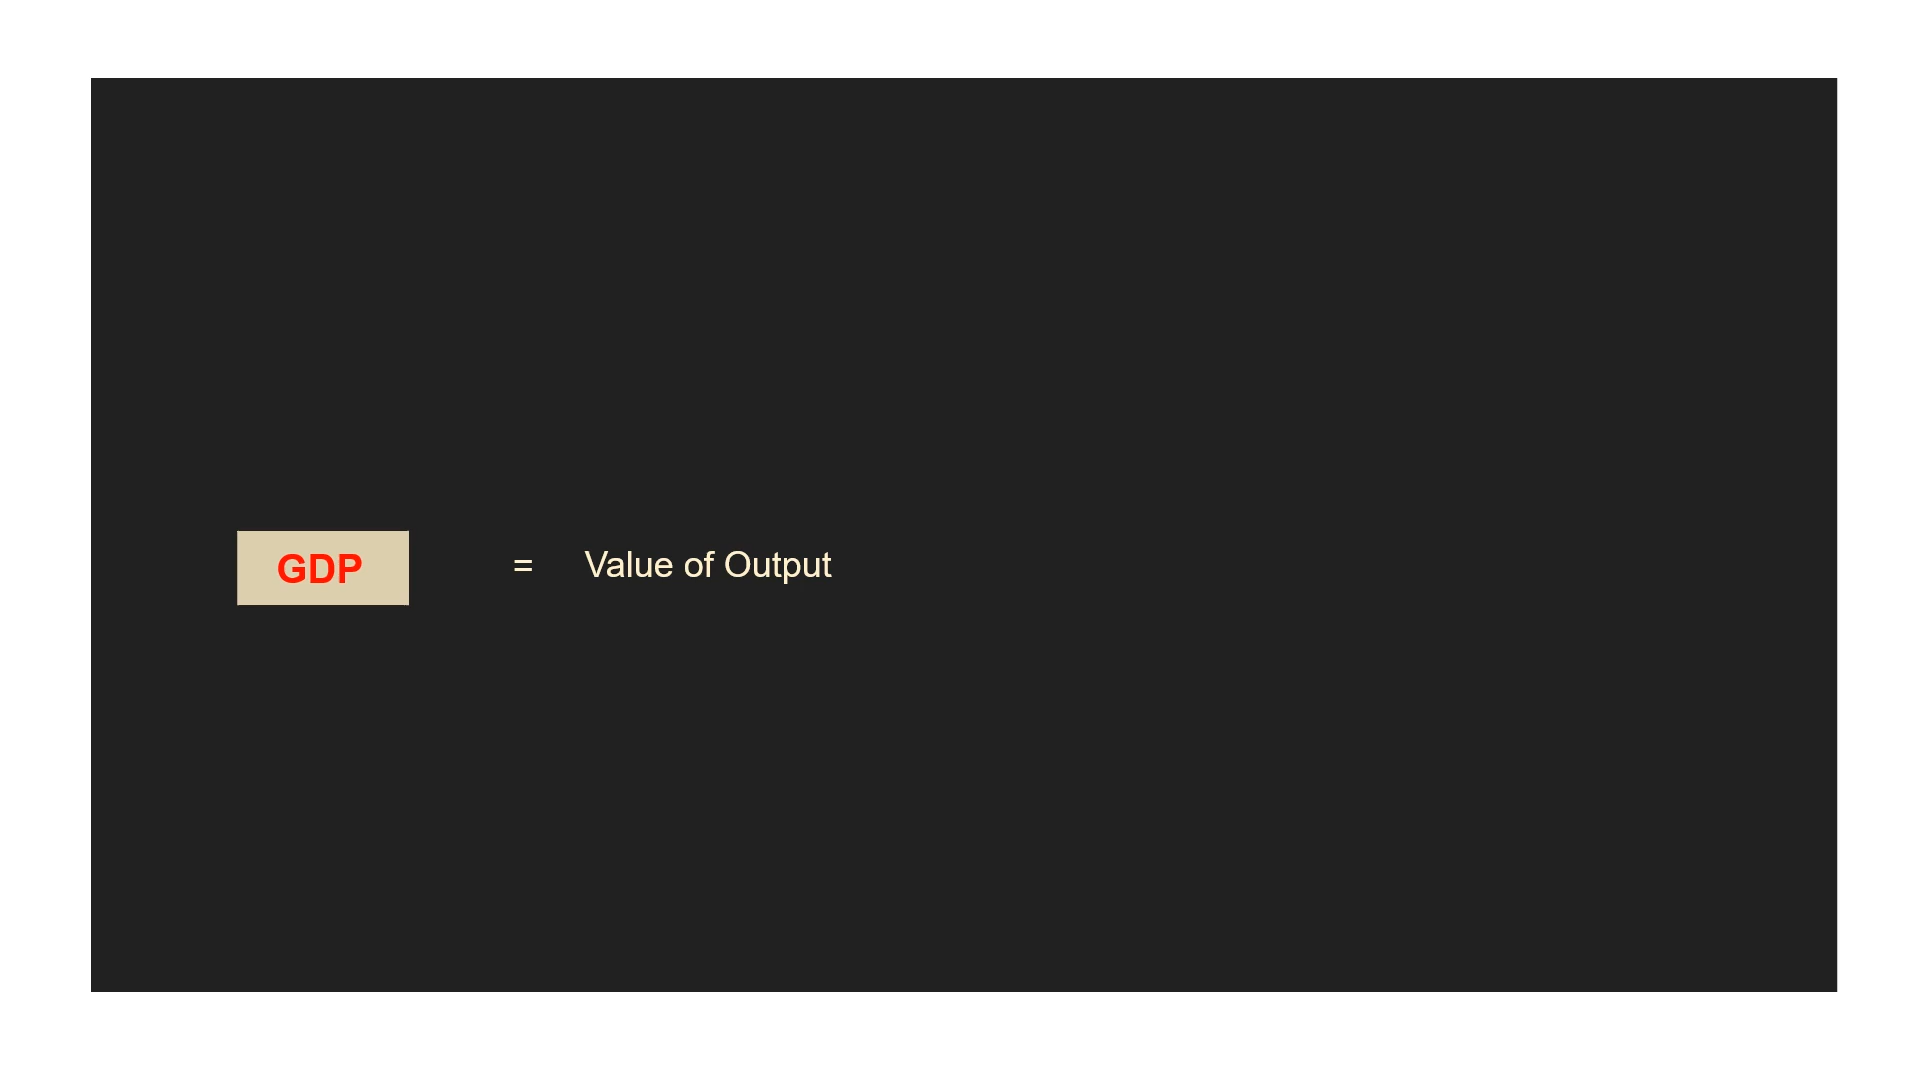 GDP = Value of Output